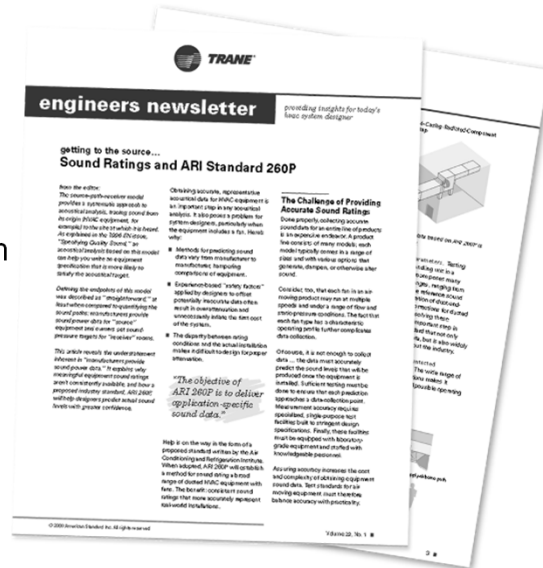 TRANE
engineers newsletter
providing insights for today's
hvac system designer
getting to the source…
Sound Ratings and ARI Standard 260P
from the editor:
The source-path-receiver model
provides a systematic approach to
acoustical analysis, tracing sound from
its origin (HVAC equipment, for
example) to the site at which it is heard.
As explained in the 1996 EN issue,
"Specifying Quality Sound," an
acoustical analysis based on this model
can help you write an equipment
specification that is more likely to
satisfy the acoustical design.
Defining the endpoints of this model
was described as "straightforward," at
least when compared to quantifying the
sound paths; manufacturers provide
sound power data for "source"
equipment and owners set sound
pressure targets for "receiver" rooms.
This article reveals the understatement
inherent in "manufacturers provide
sound power data." It explains why
meaningful equipment sound ratings
aren't consistently available, and how a
proposed industry standard, ARI 260P,
will help designers predict actual sound
levels with greater confidence.
Obtaining accurate, representative
acoustical data for HVAC equipment is
an important step in any acoustical
analysis. It also poses a problem for
system designers, particularly when
the equipment includes a fan. Here's
why:
■ Methods for predicting sound
data vary from manufacturer to
manufacturer, hampering
comparisons of equipment.
■ Experience-based "safety factors"
applied by designers to offset
potentially inaccurate data often
result in overattenuation and
unnecessarily inflate the first cost
of the system.
■ The disparity between rating
conditions and the actual installation
makes it difficult to design for proper
attenuation.
"The objective of
ARI 260P is to deliver
application-specific
sound data."
Help is on the way in the form of a
proposed standard written by the Air
Conditioning and Refrigeration Institute.
When adopted, ARI 260P will establish
a method for sound rating a broad
range of ducted HVAC equipment with
fans. The benefit: consistent sound
ratings that more accurately represent
real-world installations.
The Challenge of Providing
Accurate Sound Ratings
Done properly, collecting accurate
sound data for an entire line of products
is an expensive endeavor. A product
line consists of many models; each
model typically comes in a range of
sizes and with various options that
generate, dampen, or otherwise alter
sound.
Consider, too, that each fan in an air
moving product may run at multiple
speeds and under a range of flow and
static-pressure conditions. The fact that
each fan type has a characteristic
operating profile further complicates
data collection.
Of course, it is not enough to collect
data … the data must accurately
predict the sound levels that will be
produced once the equipment is
installed. Sufficient testing must be
done to ensure that each prediction
approaches a data-collection point.
Measurement accuracy requires
specialized, single-purpose test
facilities built to stringent design
specifications. Finally, these facilities
must be equipped with laboratory-
grade equipment and staffed with
knowledgeable personnel.
Assuring accuracy increases the cost
and complexity of obtaining equipment
sound data. Test standards for air
moving equipment must therefore
balance accuracy with practicality.
© 2000 American Standard Inc. All rights reserved
Volume 29, No. 1 ■
3 ■